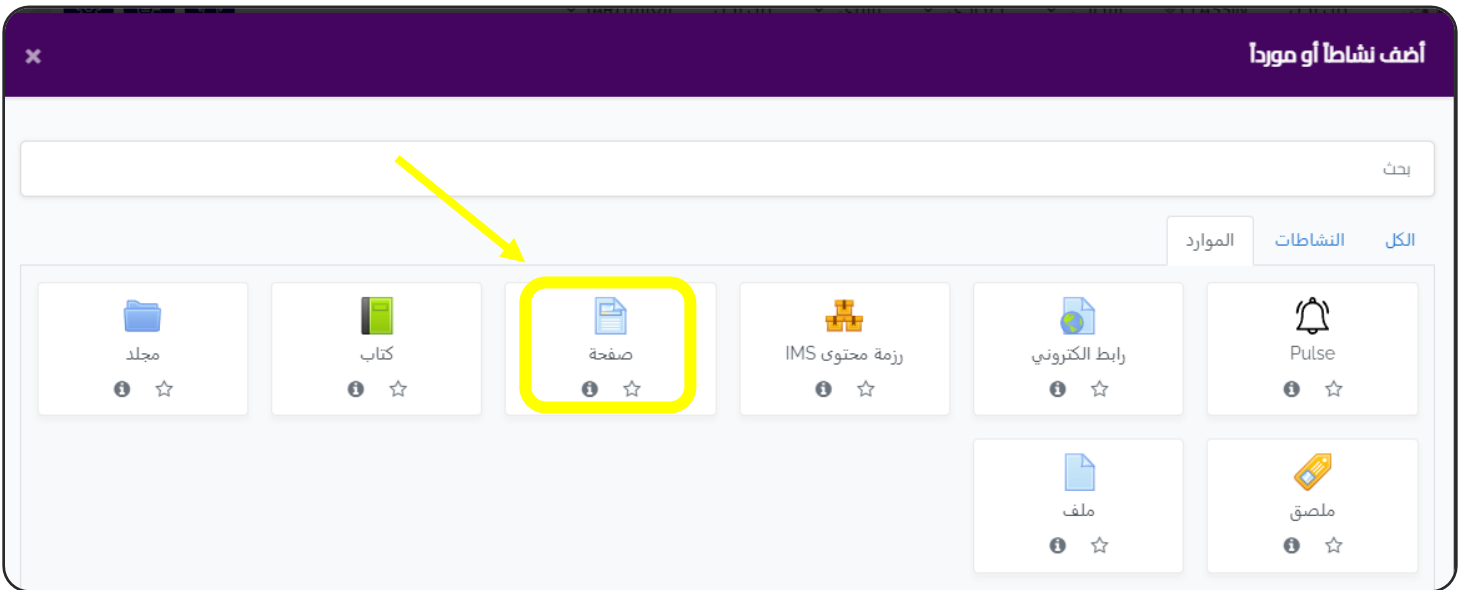 أضف نشاطاً أو مورداً
بحث
الكل النشاطات الموارد
Pulse رابط الكتروني رزمة محتوى IMS صفحة كتاب مجلد
ملصق ملف